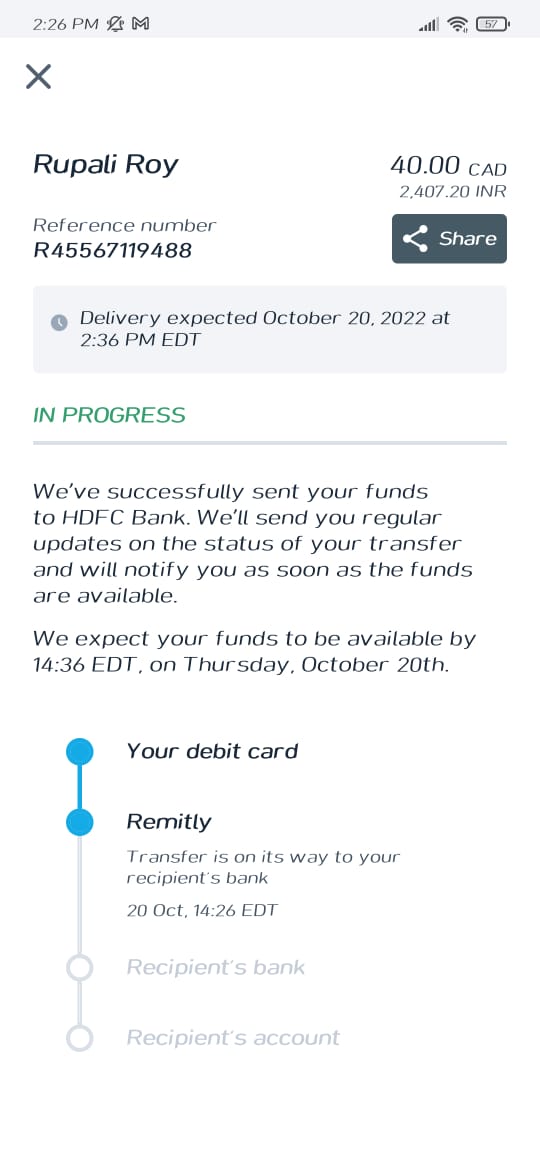 2:26 PM
57
Rupali Roy
40.00 CAD
2,407.20 INR
Reference number
R45567119488
Share
Delivery expected October 20, 2022 at
2:36 PM EDT
IN PROGRESS
We've successfully sent your funds
to HDFC Bank. We'll send you regular
updates on the status of your transfer
and will notify you as soon as the funds
are available.
We expect your funds to be available by
14:36 EDT, on Thursday, October 20th.
Your debit card
Remitly
Transfer is on its way to your
recipient's bank
20 Oct, 14:26 EDT
Recipient's bank
Recipient's account